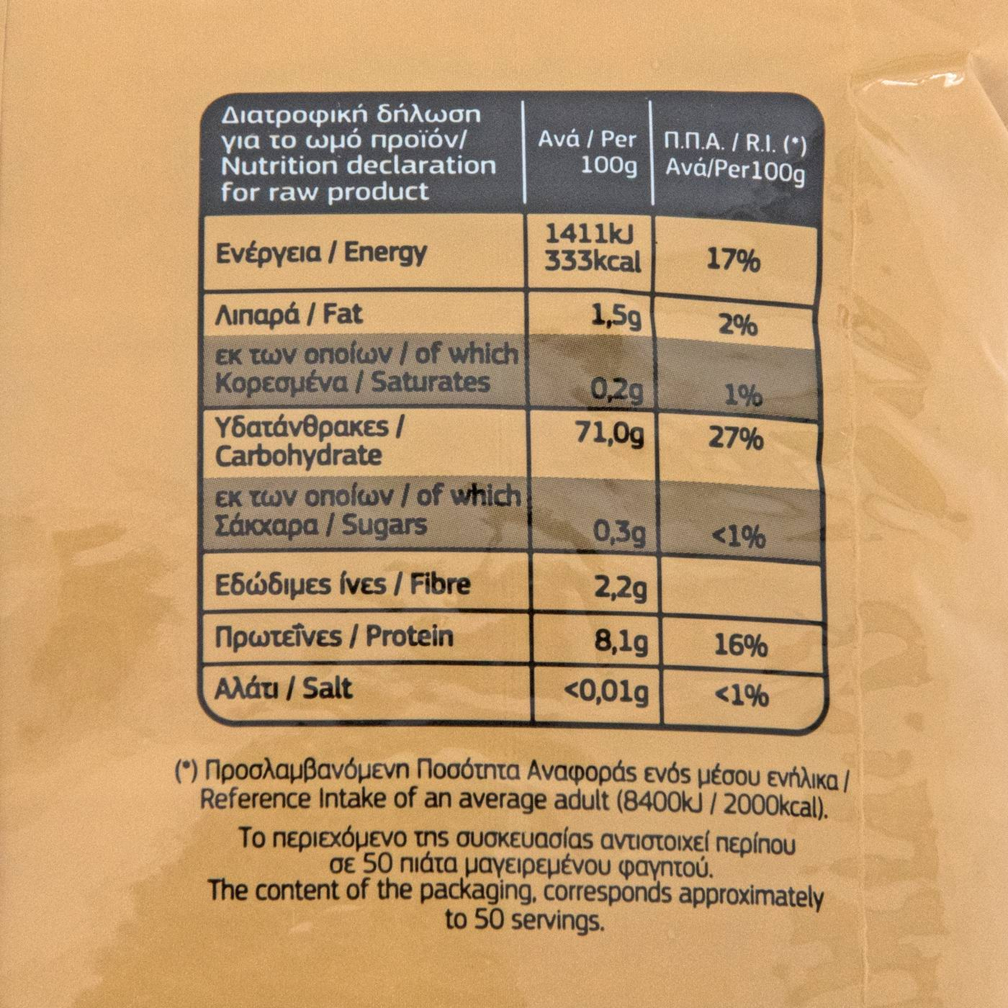 Διατροφική δήλωση
για το ωμό προϊόν/
Nutrition declaration
for raw product
Ανά / Per
100g
Π.Π.Α. / R.I. (*)
Ανά/Per100g
Ενέργεια / Energy
1411kJ
333kcal
17%
Λιπαρά / Fat
1,5g
2%
εκ των οποίων / of which
Κορεσμένα / Saturates
0,2g
1%
Υδατάνθρακες /
Carbohydrate
71,0g
27%
εκ των οποίων / of which
Σάκχαρα / Sugars
0,3g
<1%
Εδώδιμες ίνες / Fibre
2,2g
Πρωτεΐνες / Protein
8,1g
16%
Αλάτι / Salt
<0,01g
<1%
(*) Προσλαμβανόμενη Ποσότητα Αναφοράς ενός μέσου ενήλικα /
Reference Intake of an average adult (8400kJ / 2000kcal).
Το περιεχόμενο της συσκευασίας αντιστοιχεί περίπου
σε 50 πιάτα μαγειρεμένου φαγητού.
The content of the packaging, corresponds approximately
to 50 servings.